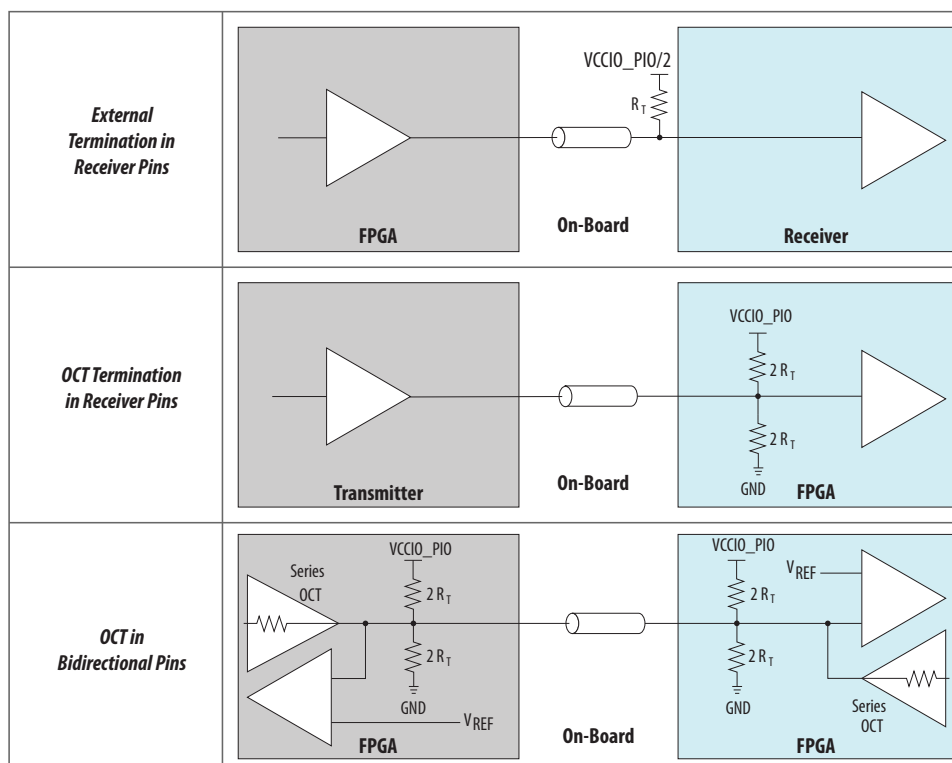 External
Termination in
Receiver Pins
VCCIO_PIO/2
R T
FPGA
On-Board
Receiver
OCT Termination
in Receiver Pins
VCCIO_PIO
2 R T
2 R T
GND
Transmitter
On-Board
FPGA
OCT in
Bidirectional Pins
Series
OCT
VCCIO_PIO
2 R T
2 R T
GND
V REF
FPGA
On-Board
VCCIO_PIO
V REF
2 R T
2 R T
GND
Series
OCT
FPGA